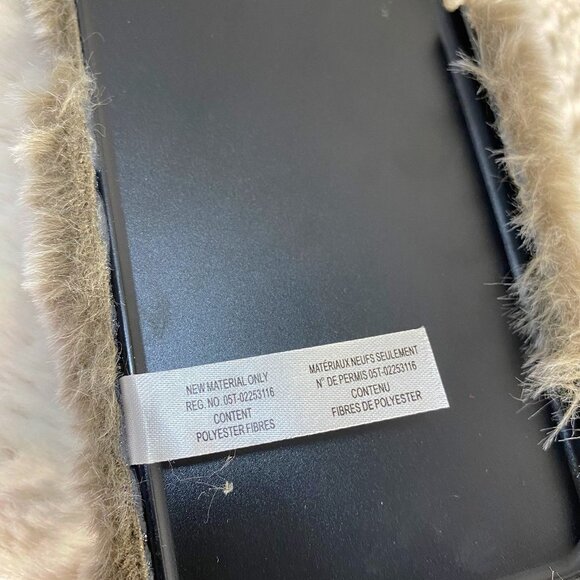 NEW MATERIAL ONLY
REG. NO. 05T-02253116
CONTENT
POLYESTER FIBRES
MATÉRIAUX NEUFS SEULEMENT
N° DE PERMIS 05T-02253116
CONTENU
FIBRES DE POLYESTER